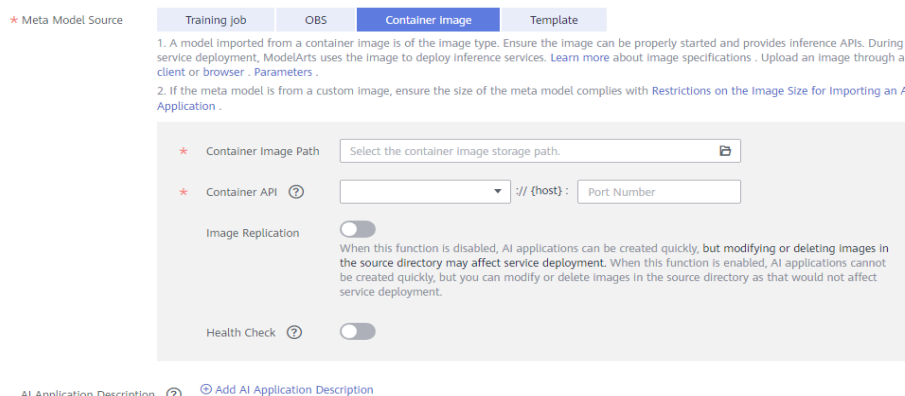 * Meta Model Source
Training job OBS Container Image Template
1. A model imported from a container image is of the image type. Ensure the image can be properly started and provides inference APIs. During
service deployment, ModelArts uses the image to deploy inference services. Learn more about image specifications . Upload an image through a
client or browser . Parameters .
2. If the meta model is from a custom image, ensure the size of the meta model complies with Restrictions on the Image Size for Importing an A
Application .
* Container Image Path Select the container image storage path.
* Container API ? :// {host} : Port Number
Image Replication
When this function is disabled, AI applications can be created quickly, but modifying or deleting images in
the source directory may affect service deployment. When this function is enabled, AI applications cannot
be created quickly, but you can modify or delete images in the source directory as that would not affect
service deployment.
Health Check ?
AI Application Description ? Add AI Application Description